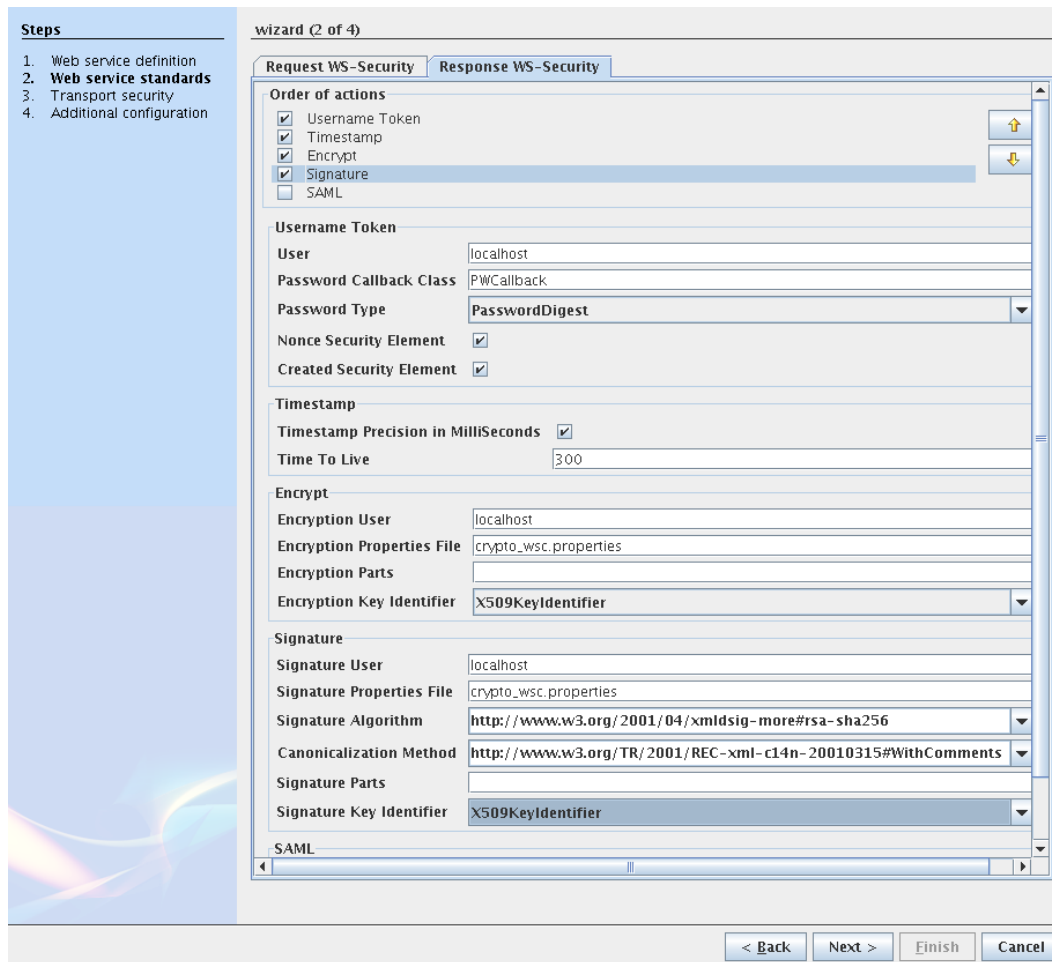 Steps
1. Web service definition
2. Web service standards
3. Transport security
4. Additional configuration
wizard (2 of 4)
Request WS-Security Response WS-Security
Order of actions
Username Token
Timestamp
Encrypt
Signature
SAML
Username Token
User localhost
Password Callback Class PWCallback
Password Type PasswordDigest
Nonce Security Element
Created Security Element
Timestamp
Timestamp Precision in MilliSeconds
Time To Live 300
Encrypt
Encryption User localhost
Encryption Properties File crypto_wsc.properties
Encryption Parts
Encryption Key Identifier X509KeyIdentifier
Signature
Signature User localhost
Signature Properties File crypto_wsc.properties
Signature Algorithm http://www.w3.org/2001/04/xmldsig-more#rsa-sha256
Canonicalization Method http://www.w3.org/TR/2001/REC-xml-c14n-20010315#WithComments
Signature Parts
Signature Key Identifier X509KeyIdentifier
SAML
< Back Next > Finish Cancel